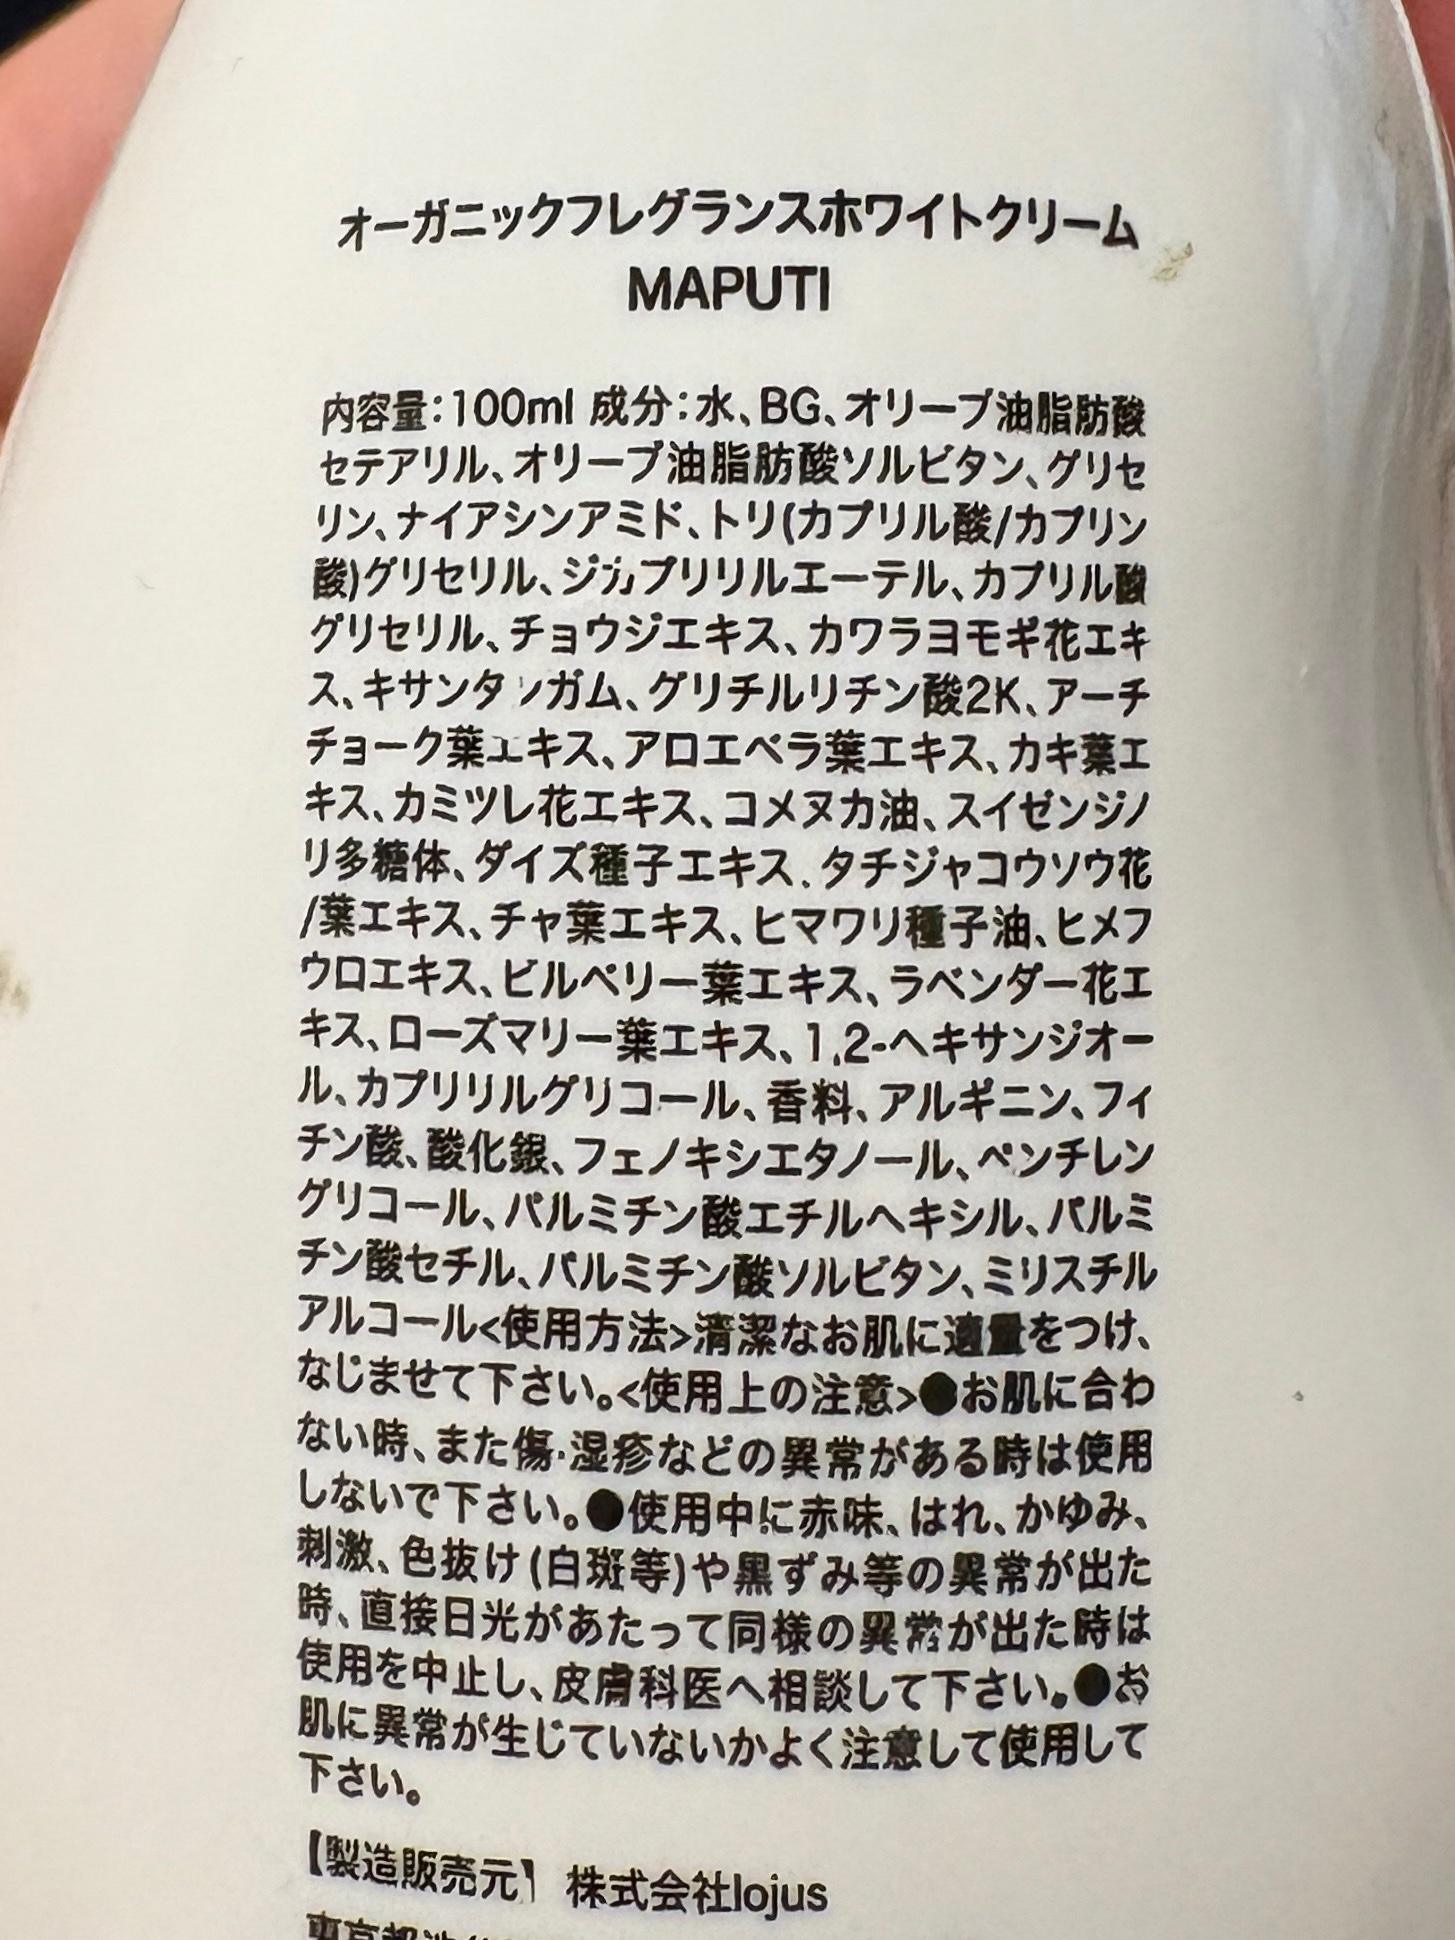 オーガニックフレグランスホワイトクリーム
MAPUTI
内容量:100ml 成分:水、BG、オリーブ油脂肪酸
セテアリル、オリーブ油脂肪酸ソルビタン、グリセ
リン、ナイアシンアミド、トリ(カプリル酸/カプリン
酸)グリセリル、ジカプリリルエーテル、カプリル酸
グリセリル、チョウジエキス、カワラヨモギ花エキ
ス、キサンタンガム、グリチルリチン酸2K、アーチ
チョーク葉エキス、アロエベラ葉エキス、カキ葉エ
キス、カミツレ花エキス、コメヌカ油、スイゼンジノ
リ多糖体、ダイズ種子エキス、タチジャコウソウ花
/葉エキス、チャ葉エキス、ヒマワリ種子油、ヒメフ
ウロエキス、ビルベリー葉エキス、ラベンダー花エ
キス、ローズマリー葉エキス、1,2-ヘキサンジオー
ル、カプリリルグリコール、香料、アルギニン、フィ
チン酸、酸化銀、フェノキシエタノール、ペンチレン
グリコール、パルミチン酸エチルヘキシル、パルミ
チン酸セチル、パルミチン酸ソルビタン、ミリスチル
アルコール<使用方法>清潔なお肌に適量をつけ、
なじませて下さい。<使用上の注意>●お肌に合わ
ない時、また傷・湿疹などの異常がある時は使用
しないで下さい。●使用中に赤味、はれ、かゆみ、
刺激、色抜け(白斑等)や黒ずみ等の異常が出た
時、直接日光があたって同様の異常が出た時は
使用を中止し、皮膚科医へ相談して下さい。●お
肌に異常が生じていないかよく注意して使用して
下さい。
【製造販売元】 株式会社lojus